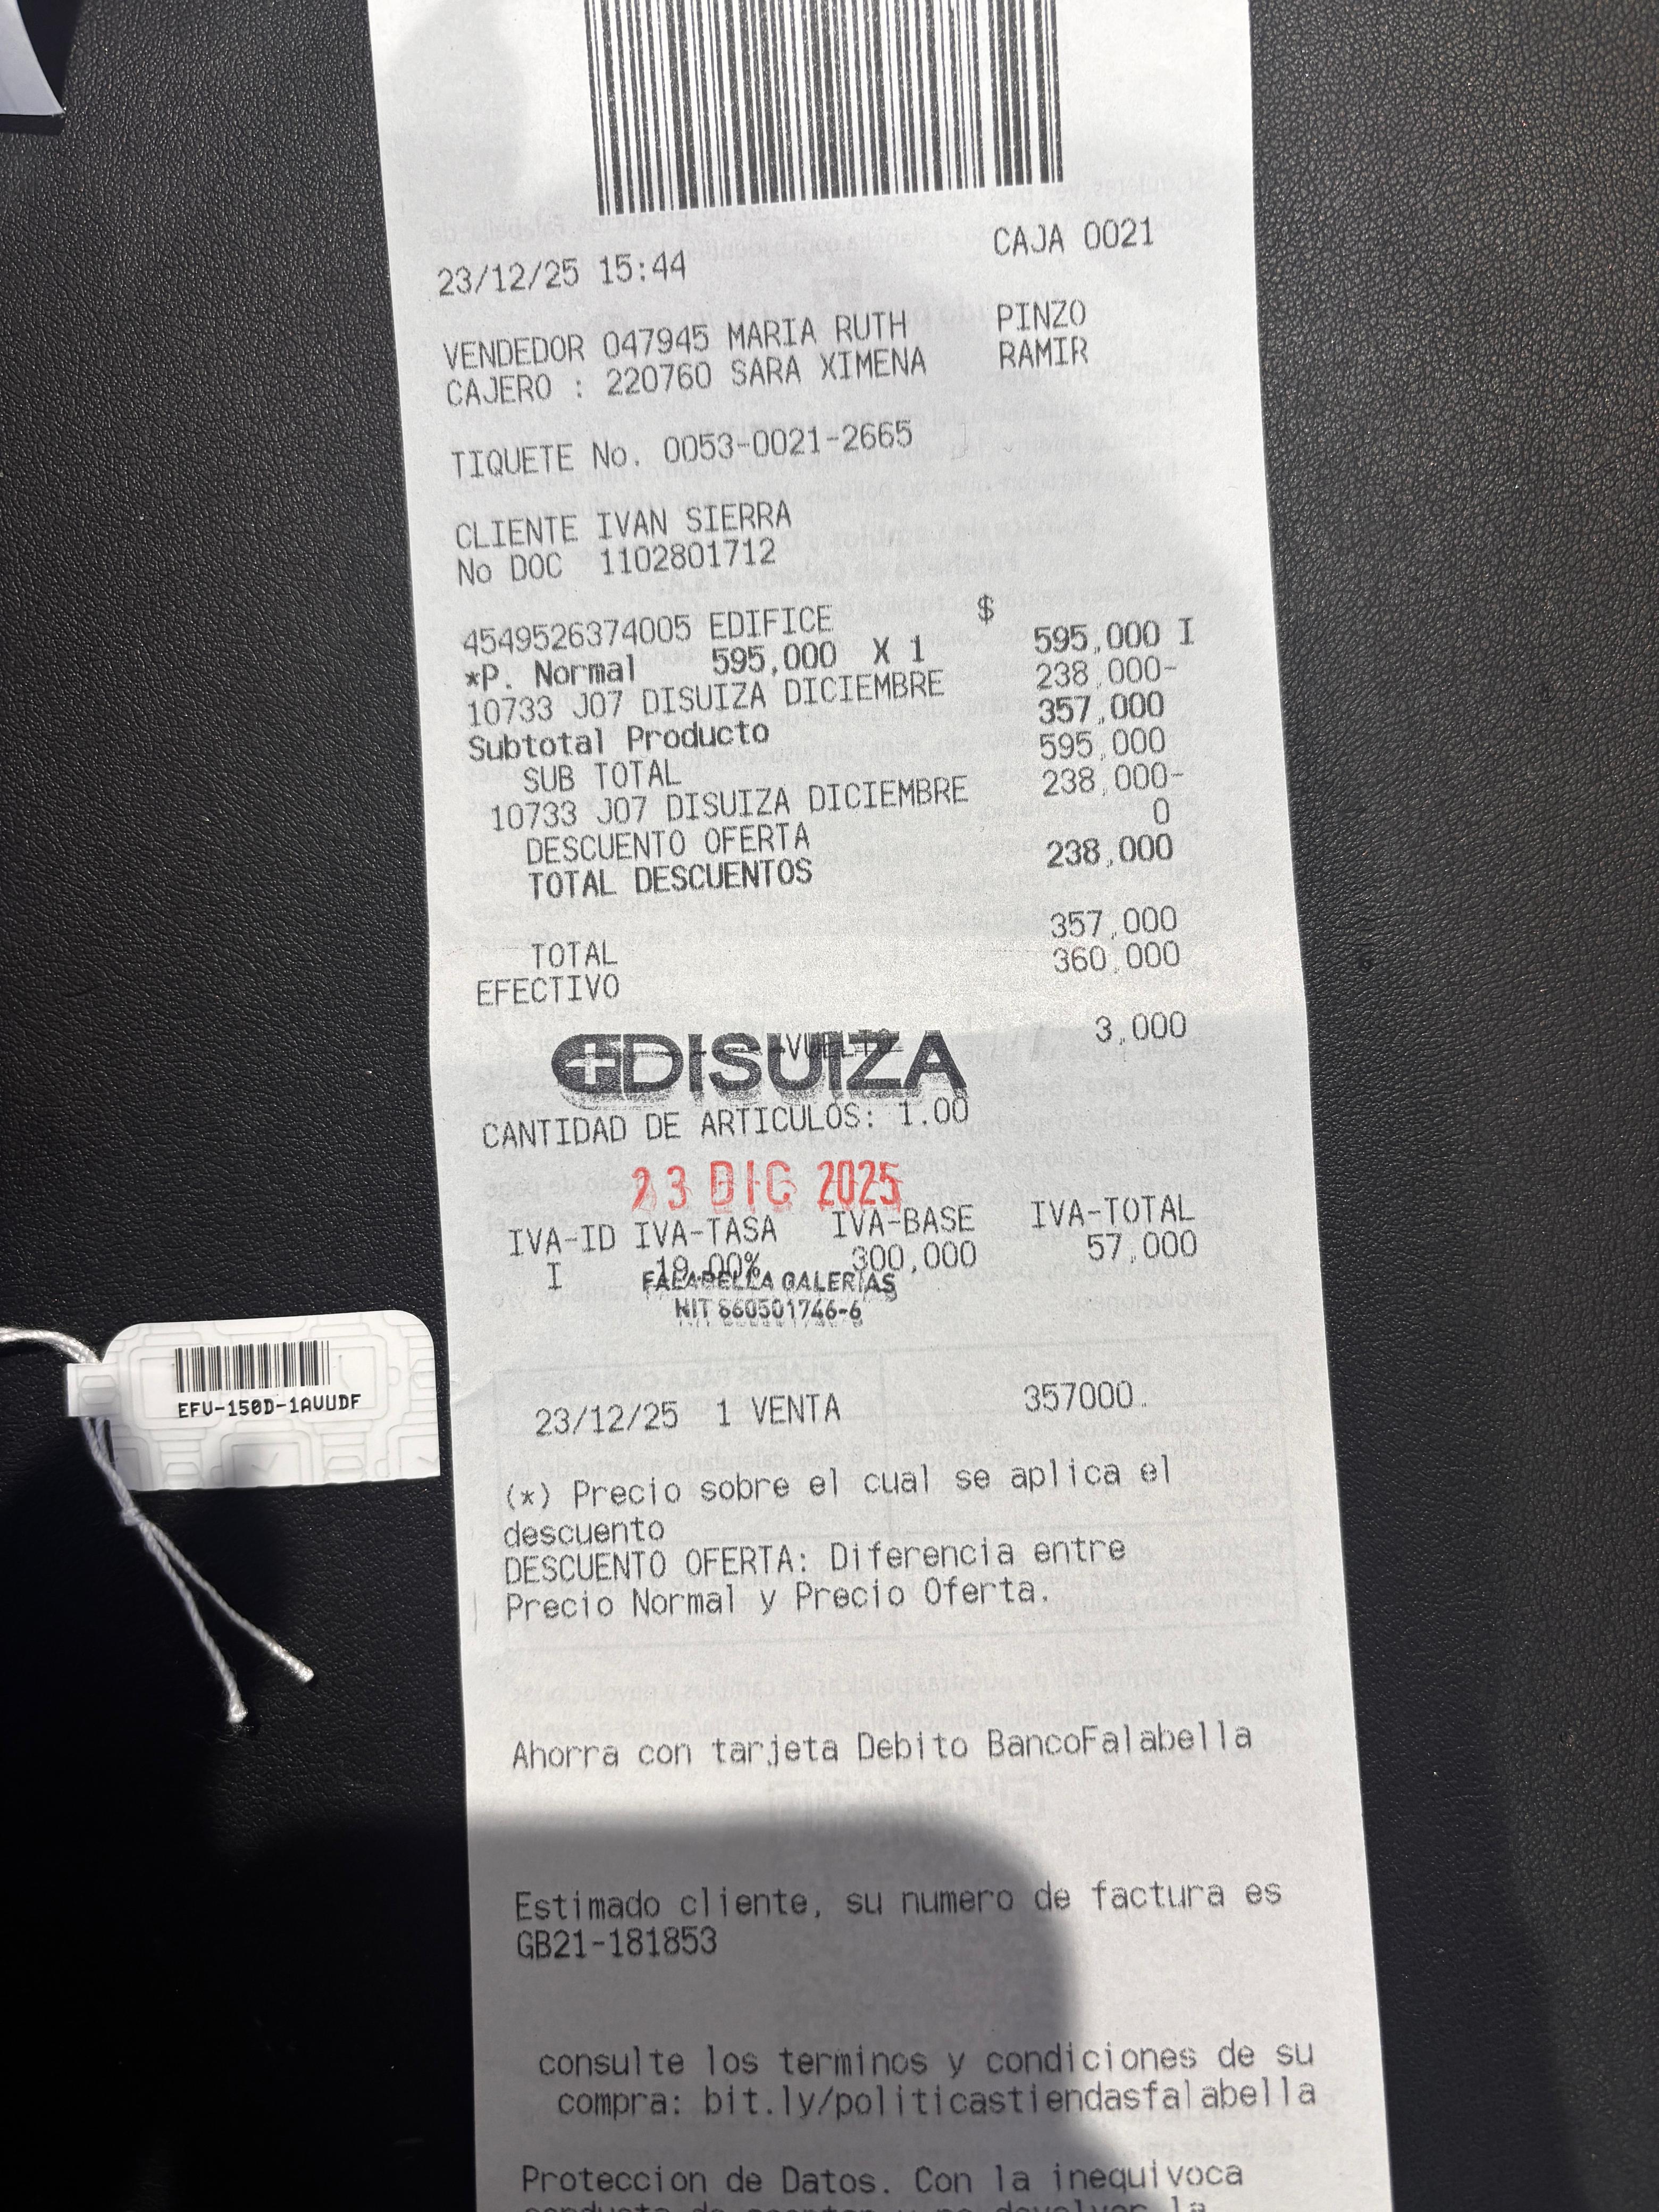 CAJA 0021
23/12/25 15:44
VENDEDOR 047945 MARIA RUTH PINZO
CAJERO : 220760 SARA XIMENA RAMIR
TIQUETE No. 0053-0021-2665
CLIENTE IVAN SIERRA
No DOC 1102801712
4549526374005 EDIFICE $
*P. Normal 595,000 X 1 595,000 I
10733 J07 DISUIZA DICIEMBRE 238,000-
Subtotal Producto 357,000
SUB TOTAL 595,000
10733 J07 DISUIZA DICIEMBRE 238,000-
DESCUENTO OFERTA 0
TOTAL DESCUENTOS 238,000
TOTAL 357,000
EFECTIVO 360,000
VUELTO 3,000
DISUIZA
CANTIDAD DE ARTICULOS: 1.00
23 DIC 2025
IVA-ID IVA-TASA IVA-BASE IVA-TOTAL
I 19.00% 300,000 57,000
FALABELLA GALERÍAS
NIT 860501746-6
EFV-150D-1AVUDF
23/12/25 1 VENTA 357000.
(*) Precio sobre el cual se aplica el
descuento
DESCUENTO OFERTA: Diferencia entre
Precio Normal y Precio Oferta.
Ahorra con tarjeta Debito BancoFalabella
Estimado cliente, su numero de factura es
GB21-181853
consulte los terminos y condiciones de su
compra: bit.ly/politicastiendasfalabella
Proteccion de Datos. Con la inequivoca